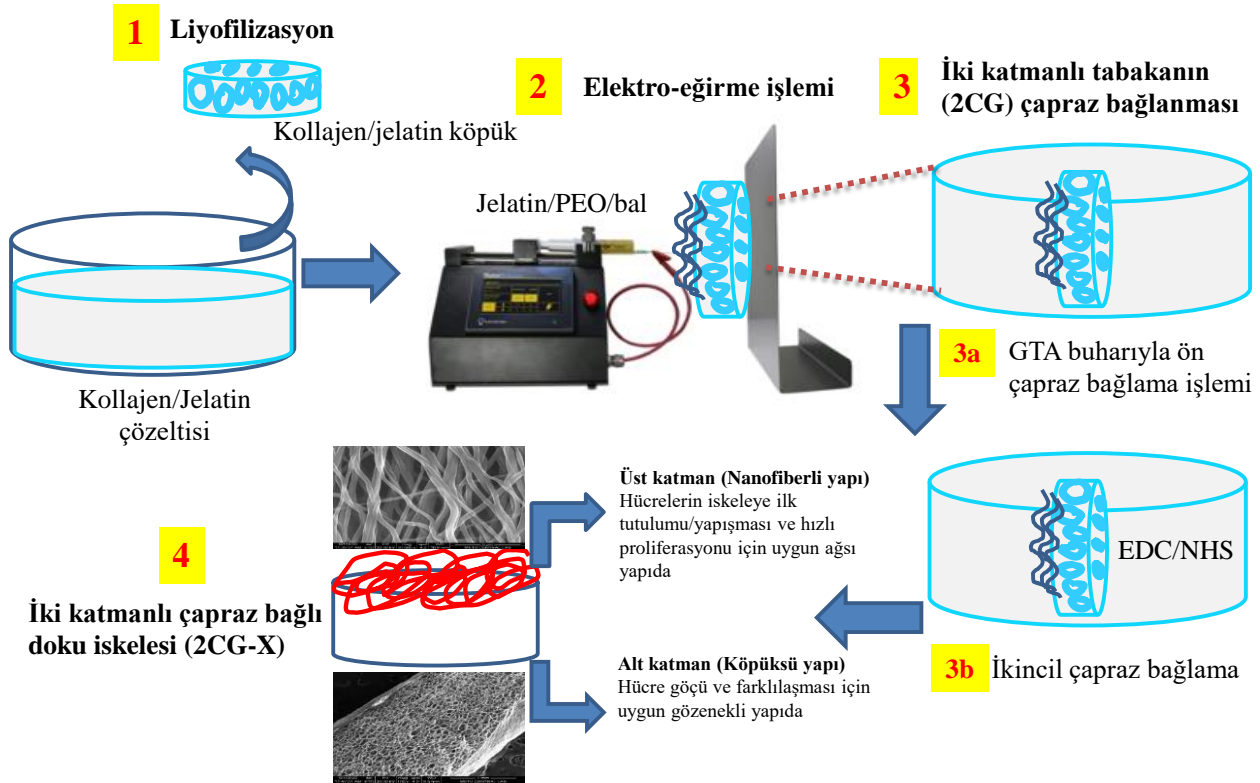 1
Liyofilizasyon
Kollajen/jelatin köpük
Kollajen/Jelatin
çözeltisi
2
Elektro-eğirme işlemi
Jelatin/PEO/bal
3
İki katmanlı tabakanın
(2CG) çapraz bağlanması
3a
GTA buharıyla ön
çapraz bağlama işlemi
EDC/NHS
3b
İkincil çapraz bağlama
4
İki katmanlı çapraz bağlı
doku iskelesi (2CG-X)
Üst katman (Nanofiberli yapı)
Hücrelerin iskeleye ilk
tutulumu/yapışması ve hızlı
proliferasyonu için uygun ağsı
yapıda
Alt katman (Köpüksü yapı)
Hücre göçü ve farklılaşması için
uygun gözenekli yapıda